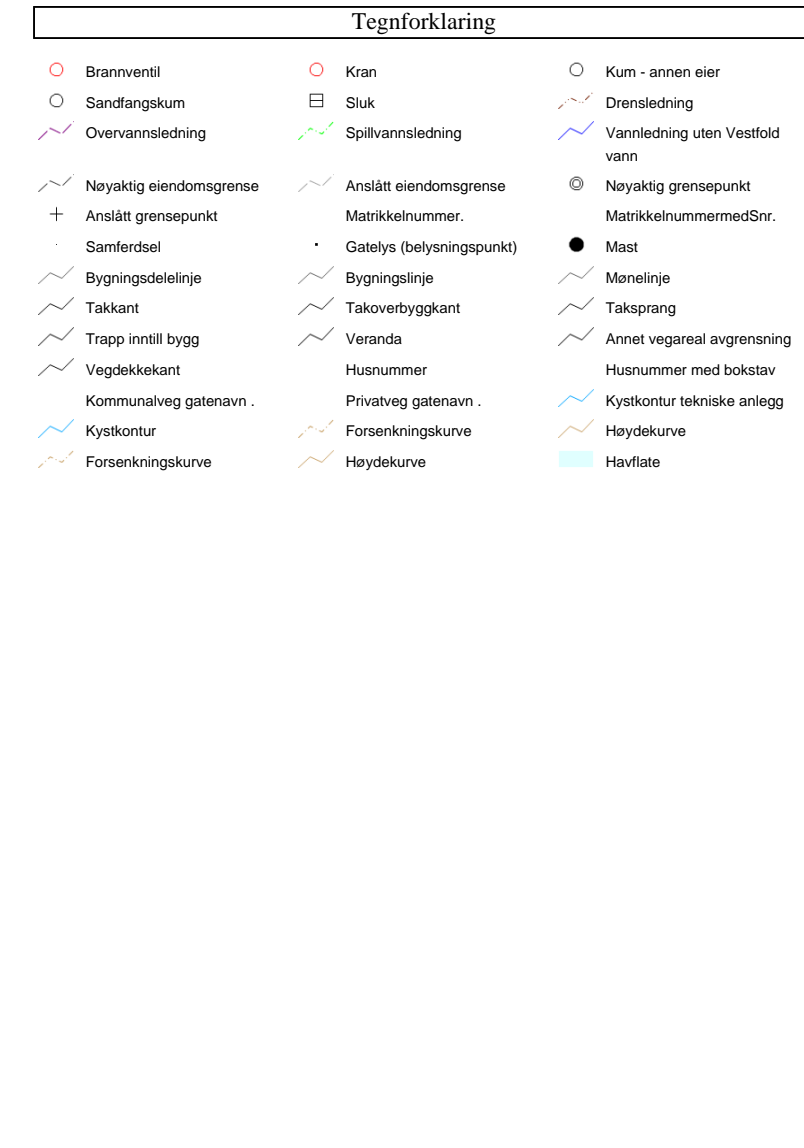 Tegnforklaring
Brannventil
Kran
Kum - annen eier
Sandfangskum
Sluk
Drensledning
Overvannsledning
Spillvannsledning
Vannledning uten Vestfold
vann
Nøyaktig eiendomsgrense
Anslått eiendomsgrense
Nøyaktig grensepunkt
Anslått grensepunkt
Matrikkelnummer.
MatrikkelnummermedSnr.
Samferdsel
Gatelys (belysningspunkt)
Mast
Bygningsdelelinje
Bygningslinje
Mønelinje
Takkant
Takoverbyggkant
Taksprang
Trapp inntill bygg
Veranda
Annet vegareal avgrensning
Vegdekkekant
Husnummer
Husnummer med bokstav
Kommunalveg gatenavn .
Privatveg gatenavn .
Kystkontur tekniske anlegg
Kystkontur
Forsenkningskurve
Høydekurve
Forsenkningskurve
Høydekurve
Havflate